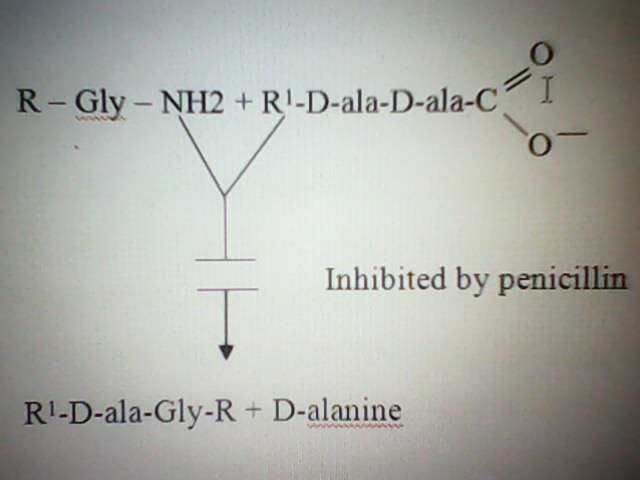 O
R – Gly – NH2 + R¹-D-ala-D-ala-C
O –
Inhibited by penicillin
R¹-D-ala-Gly-R + D-alanine